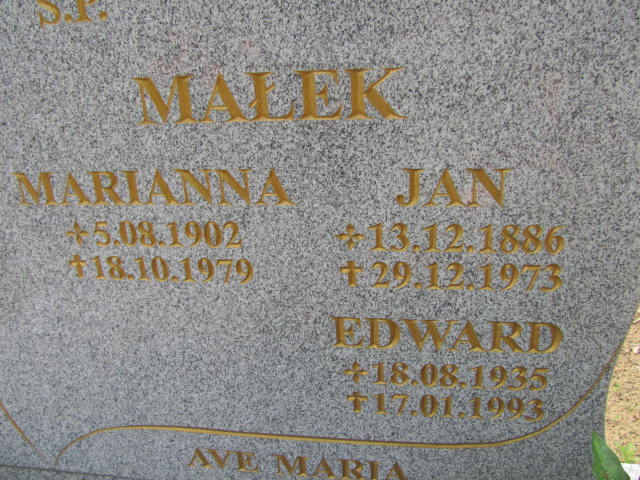 S.P.
MAŁEK
MARIANNA
+5.08.1902
†18.10.1979
JAN
+13.12.1886
†29.12.1973
EDWARD
+18.08.1935
†17.01.1993
AVE MARIA